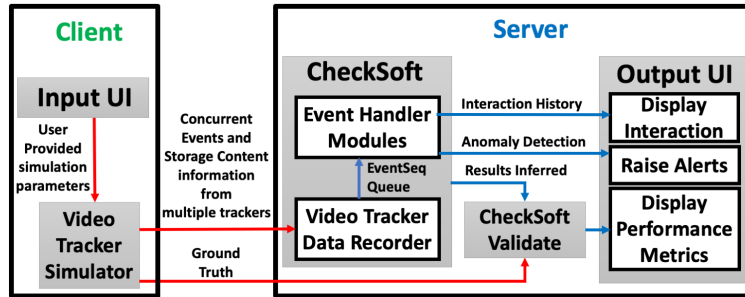 Client
Input UI
User
Provided
simulation
parameters
Video
Tracker
Simulator
Concurrent
Events and
Storage Content
information
from
multiple trackers
Ground
Truth
Server
CheckSoft
Event Handler
Modules
EventSeq
Queue
Video Tracker
Data Recorder
Interaction History
Anomaly Detection
Results Inferred
CheckSoft
Validate
Output UI
Display
Interaction
Raise Alerts
Display
Performance
Metrics